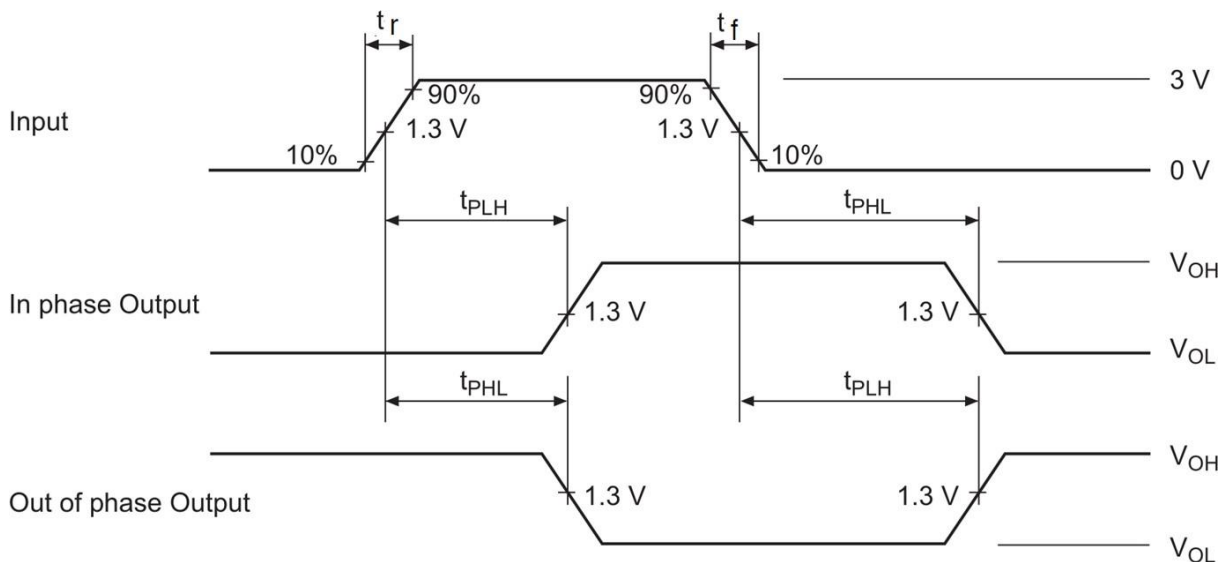 t r
t f
3 V
90%
90%
Input
1.3 V
1.3 V
10%
10%
0 V
tPLH
tPHL
VOH
In phase Output
1.3 V
1.3 V
VOL
tPHL
tPLH
VOH
Out of phase Output
1.3 V
1.3 V
VOL